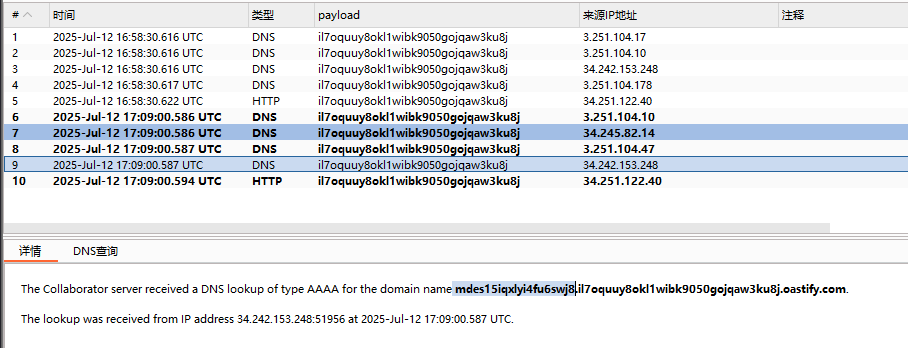 # 时间 类型 payload 来源IP地址 注释
1 2025-Jul-12 16:58:30.616 UTC DNS il7oquuy8okl1wibk9050gojqaw3ku8j 3.251.104.17
2 2025-Jul-12 16:58:30.616 UTC DNS il7oquuy8okl1wibk9050gojqaw3ku8j 3.251.104.10
3 2025-Jul-12 16:58:30.616 UTC DNS il7oquuy8okl1wibk9050gojqaw3ku8j 34.242.153.248
4 2025-Jul-12 16:58:30.617 UTC DNS il7oquuy8okl1wibk9050gojqaw3ku8j 3.251.104.178
5 2025-Jul-12 16:58:30.622 UTC HTTP il7oquuy8okl1wibk9050gojqaw3ku8j 34.251.122.40
6 2025-Jul-12 17:09:00.586 UTC DNS il7oquuy8okl1wibk9050gojqaw3ku8j 3.251.104.10
7 2025-Jul-12 17:09:00.586 UTC DNS il7oquuy8okl1wibk9050gojqaw3ku8j 34.245.82.14
8 2025-Jul-12 17:09:00.587 UTC DNS il7oquuy8okl1wibk9050gojqaw3ku8j 3.251.104.47
9 2025-Jul-12 17:09:00.587 UTC DNS il7oquuy8okl1wibk9050gojqaw3ku8j 34.242.153.248
10 2025-Jul-12 17:09:00.594 UTC HTTP il7oquuy8okl1wibk9050gojqaw3ku8j 34.251.122.40
详情 DNS查询
The Collaborator server received a DNS lookup of type AAAA for the domain name mdes15iqxlyi4fu6swj8.il7oquuy8okl1wibk9050gojqaw3ku8j.oastify.com.
The lookup was received from IP address 34.242.153.248:51956 at 2025-Jul-12 17:09:00.587 UTC.